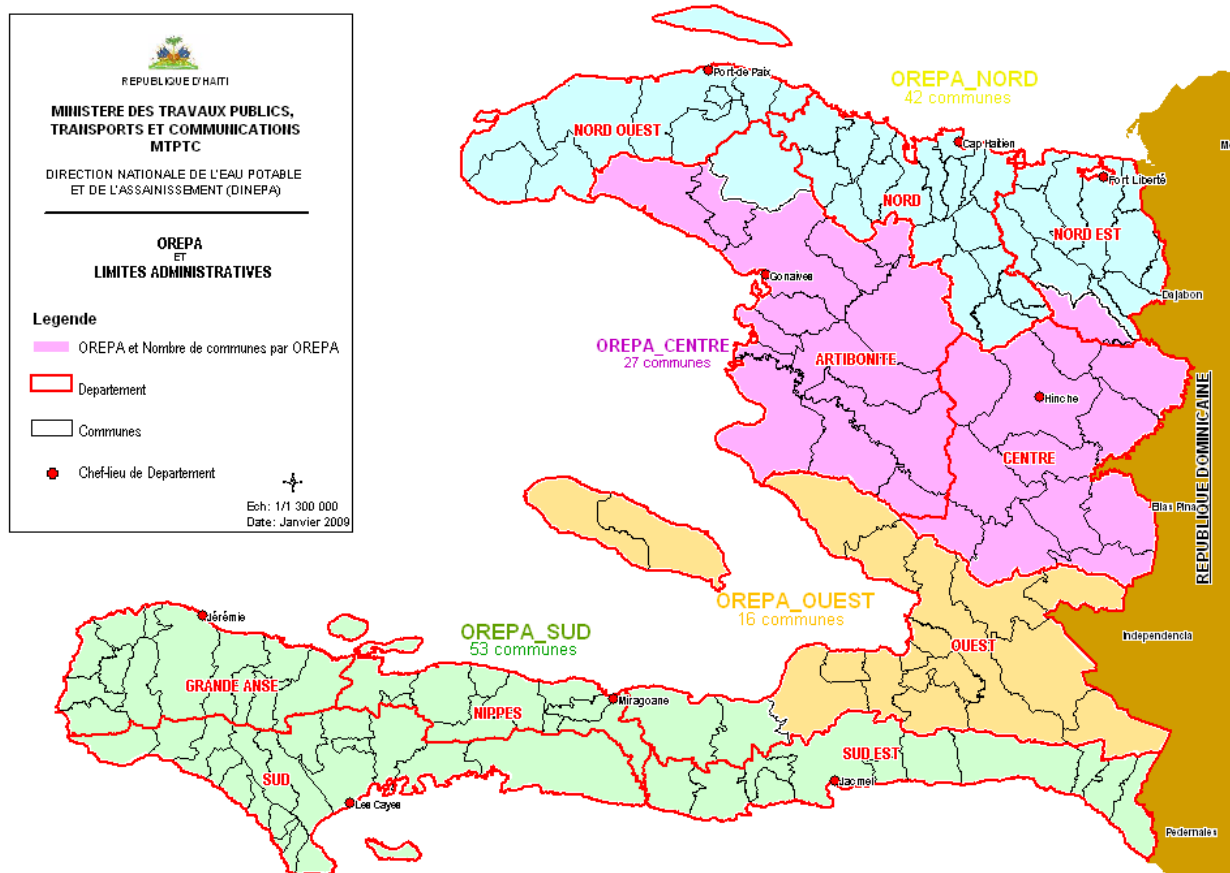 REPUBLIQUE D'HAITI
MINISTERE DES TRAVAUX PUBLICS,
TRANSPORTS ET COMMUNICATIONS
MTPTC
DIRECTION NATIONALE DE L'EAU POTABLE
ET DE L'ASSAINISSEMENT (DINEPA)
OREPA
ET
LIMITES ADMINISTRATIVES
Legende
OREPA et Nombre de communes par OREPA
Departement
Communes
Chef-lieu de Departement
Ech: 1/1 300 000
Date: Janvier 2009
Port-de Paix
OREPA_NORD
42 communes
NORD OUEST
Cap Haitien
Fort Liberté
NORD
NORD EST
Gonaives
Dajabon
OREPA_CENTRE
27 communes
ARTIBONITE
Hinche
CENTRE
REPUBLIQUE DOMINICAINE
Elias Pina
OREPA_OUEST
16 communes
Jérémie
OREPA_SUD
53 communes
Independencia
OUEST
GRANDE ANSE
Miragoane
NIPPES
SUD EST
SUD
Jacmel
Les Cayes
Pedernales